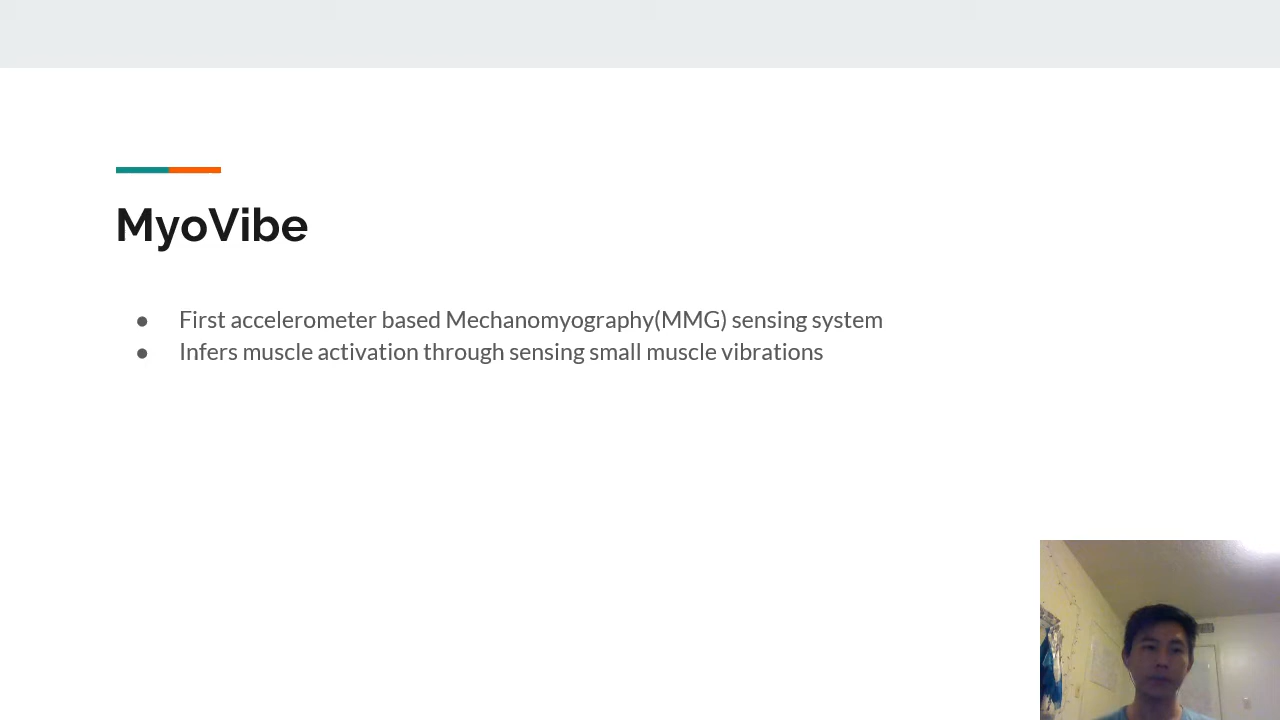 MyoVibe
● First accelerometer based Mechanomyography(MMG) sensing system
● Infers muscle activation through sensing small muscle vibrations